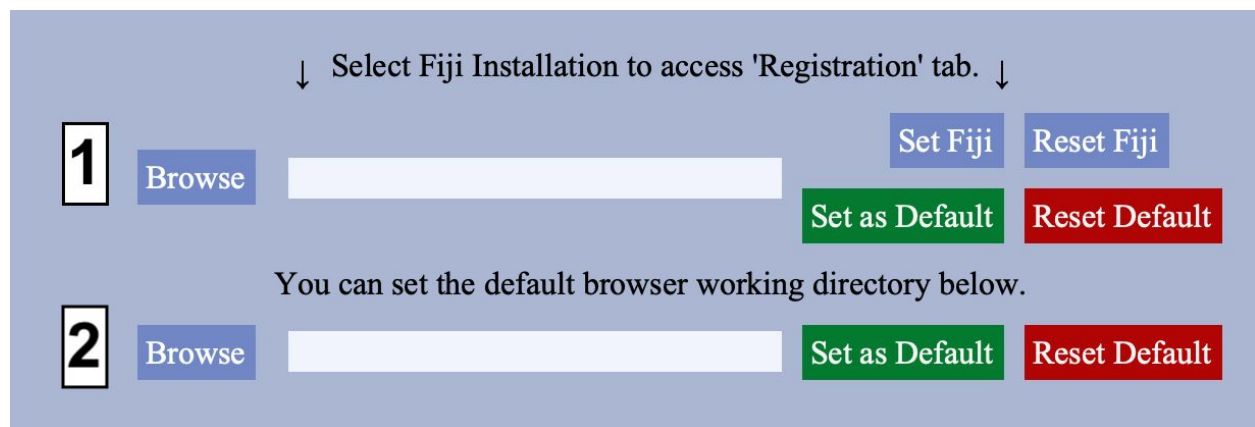 ↓ Select Fiji Installation to access 'Registration' tab. ↓
Set Fiji Reset Fiji
1 Browse
Set as Default Reset Default
You can set the default browser working directory below.
2 Browse Set as Default Reset Default